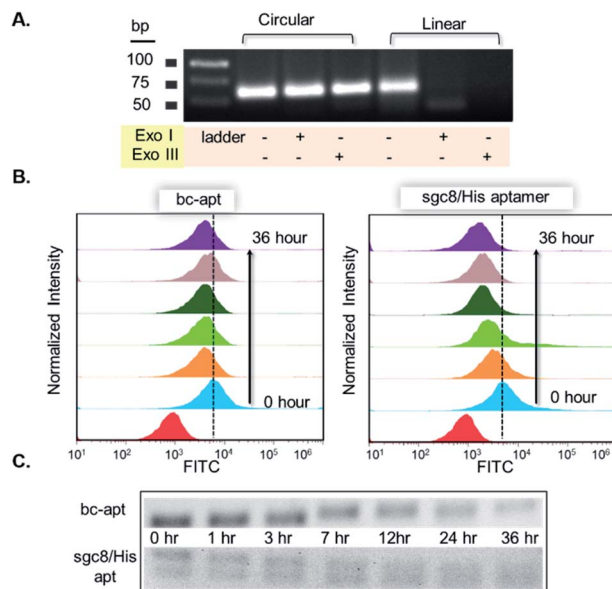 A.
bp
Circular
Linear
100
75
50
Exo I ladder - + - - + -
Exo III - - + - - +
B.
bc-apt
sgc8/His aptamer
36 hour
36 hour
Normalized Intensity
Normalized Intensity
0 hour
0 hour
10¹ 10² 10³ 10⁴ 10⁵ 10⁶
10¹ 10² 10³ 10⁴ 10⁵ 10⁶
FITC
FITC
C.
bc-apt
0 hr 1 hr 3 hr 7 hr 12hr 24 hr 36 hr
sgc8/His
apt